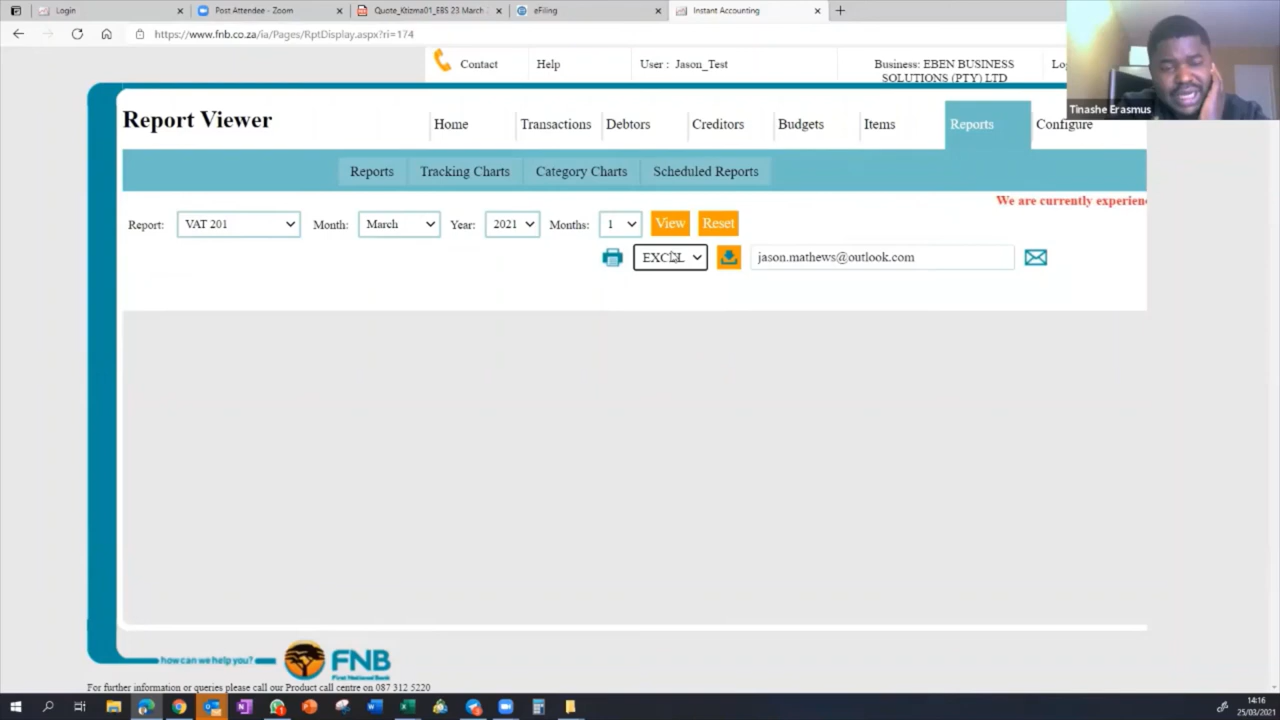 Login
Post Attendee - Zoom
Quote_Ktizma01_EBS 23 March
eFiling
Instant Accounting
https://www.fnb.co.za/ia/Pages/RptDisplay.aspx?ri=174
Contact
Help
User : Jason_Test
Business: EBEN BUSINESS
SOLUTIONS (PTY) LTD
Tinashe Erasmus
Report Viewer
Home
Transactions
Debtors
Creditors
Budgets
Items
Reports
Configure
Reports
Tracking Charts
Category Charts
Scheduled Reports
We are currently experien
Report: VAT 201 Month: March Year: 2021 Months: 1 View Reset
EXCEL
jason.mathews@outlook.com
how can we help you?
FNB
First National Bank
For further information or queries please call our Product call centre on 087 312 5220
14:16
25/03/2021